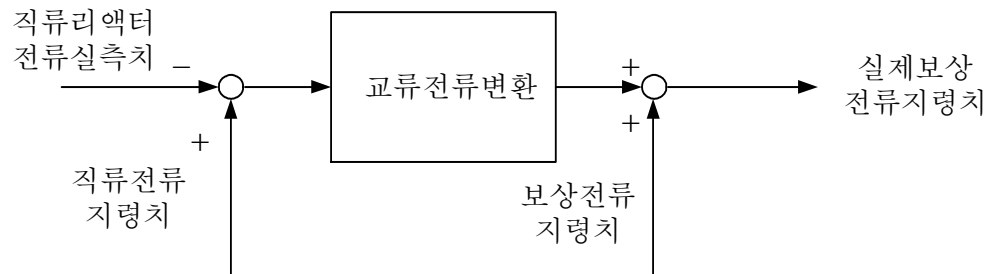 직류리액터
전류실측치
−
+
직류전류
지령치
교류전류변환
+
+
보상전류
지령치
실제보상
전류지령치